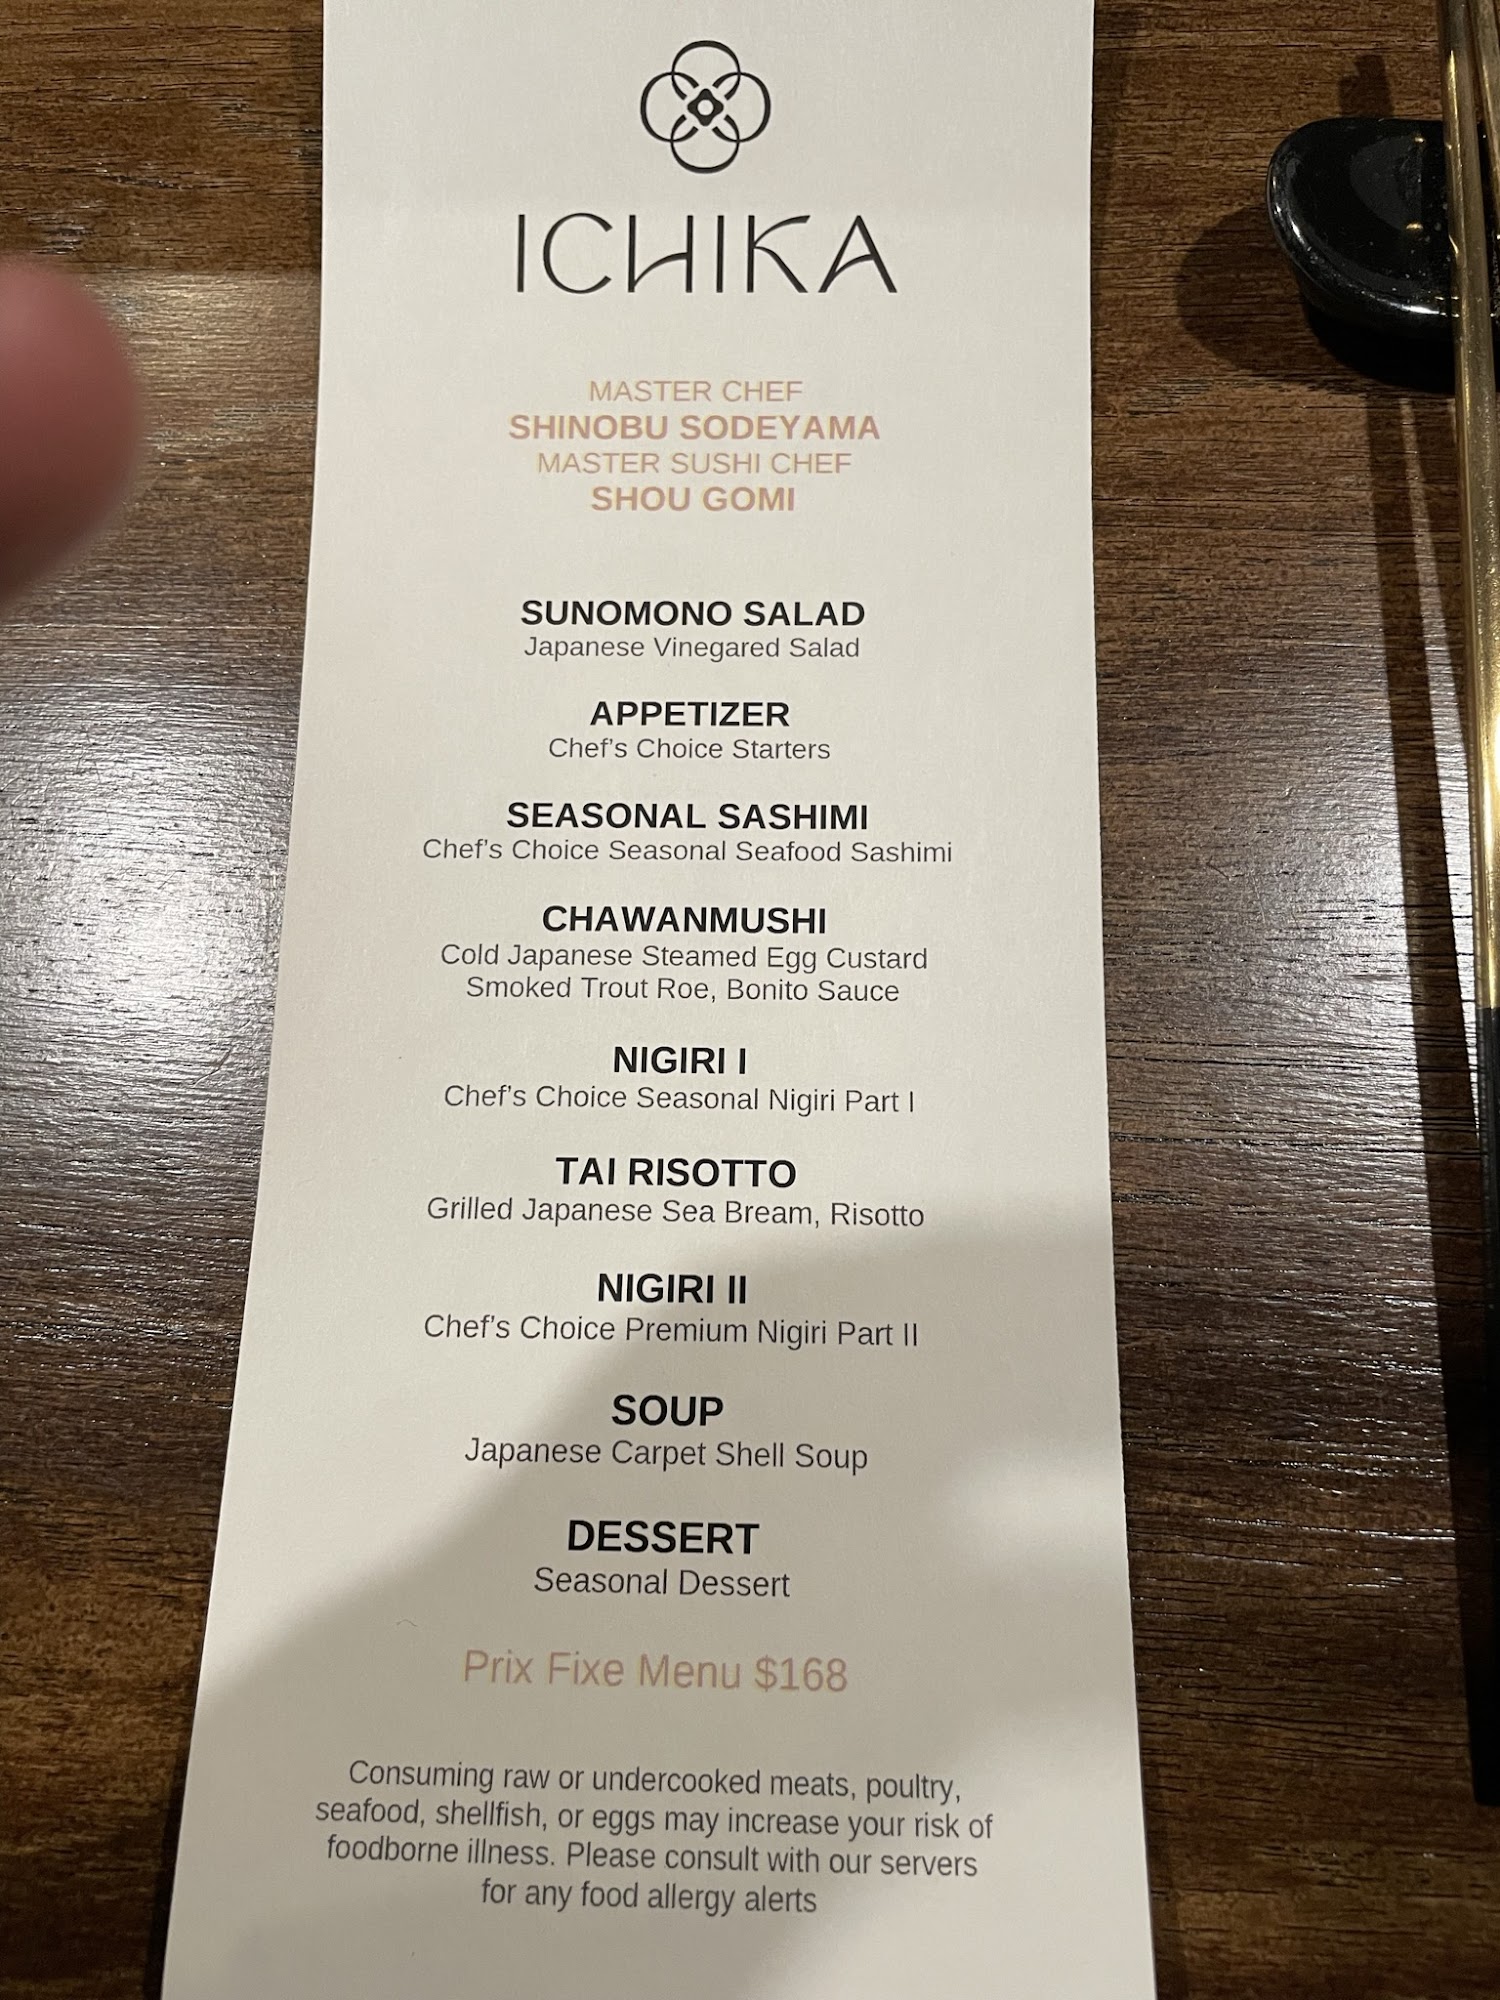 ICHIKA
MASTER CHEF
SHINOBU SODEYAMA
MASTER SUSHI CHEF
SHOU GOMI
SUNOMONO SALAD
Japanese Vinegared Salad
APPETIZER
Chef's Choice Starters
SEASONAL SASHIMI
Chef's Choice Seasonal Seafood Sashimi
CHAWANMUSHI
Cold Japanese Steamed Egg Custard
Smoked Trout Roe, Bonito Sauce
NIGIRI I
Chef's Choice Seasonal Nigiri Part I
TAI RISOTTO
Grilled Japanese Sea Bream, Risotto
NIGIRI II
Chef's Choice Premium Nigiri Part II
SOUP
Japanese Carpet Shell Soup
DESSERT
Seasonal Dessert
Prix Fixe Menu $168
Consuming raw or undercooked meats, poultry,
seafood, shellfish, or eggs may increase your risk of
foodborne illness. Please consult with our servers
for any food allergy alerts